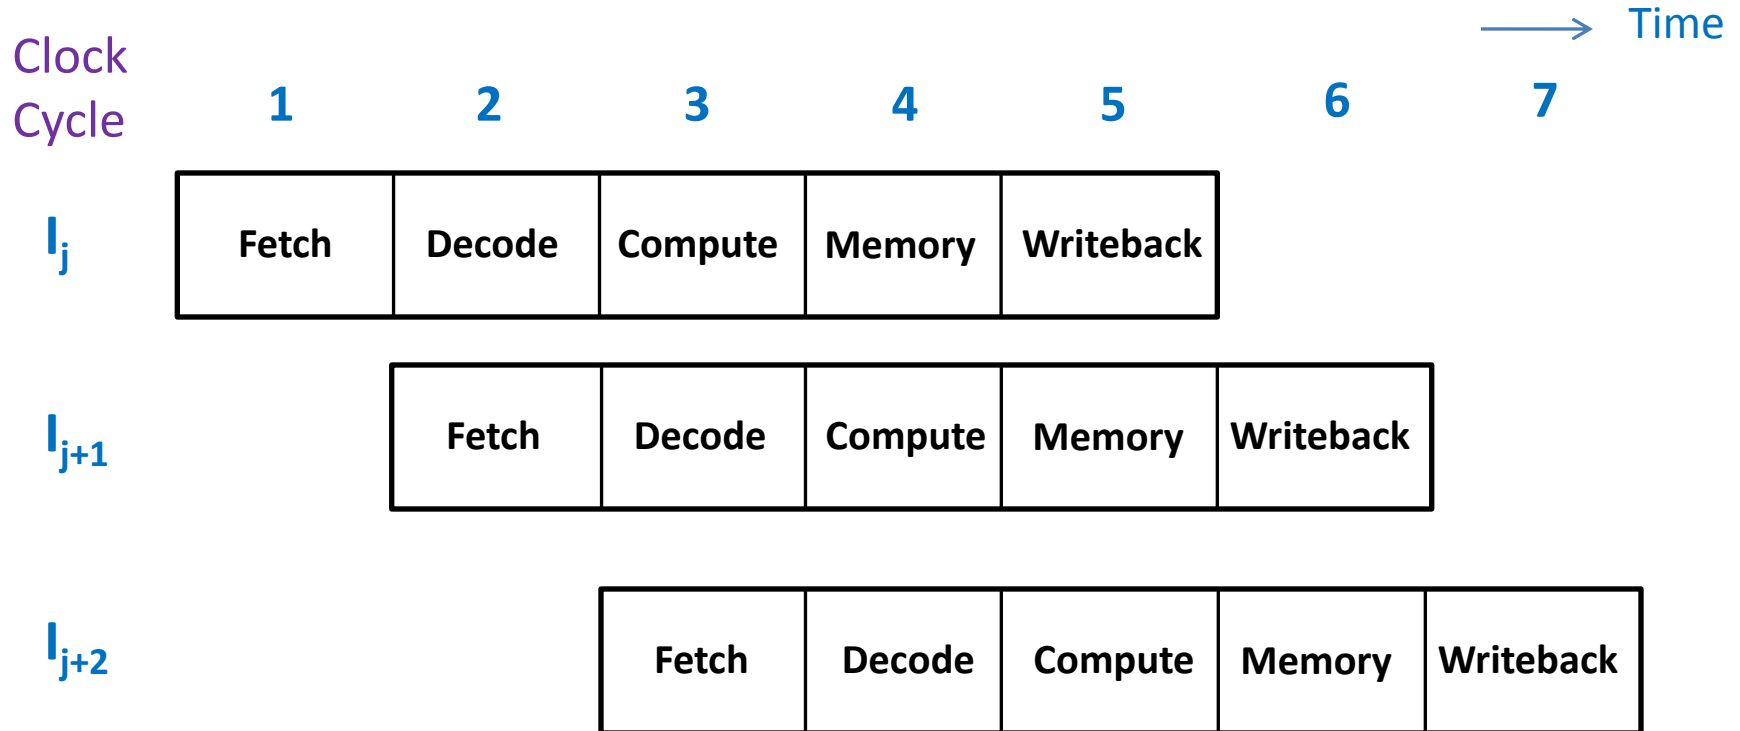 Time
Clock
Cycle
1 2 3 4 5 6 7
Ij Fetch Decode Compute Memory Writeback
Ij+1 Fetch Decode Compute Memory Writeback
Ij+2 Fetch Decode Compute Memory Writeback